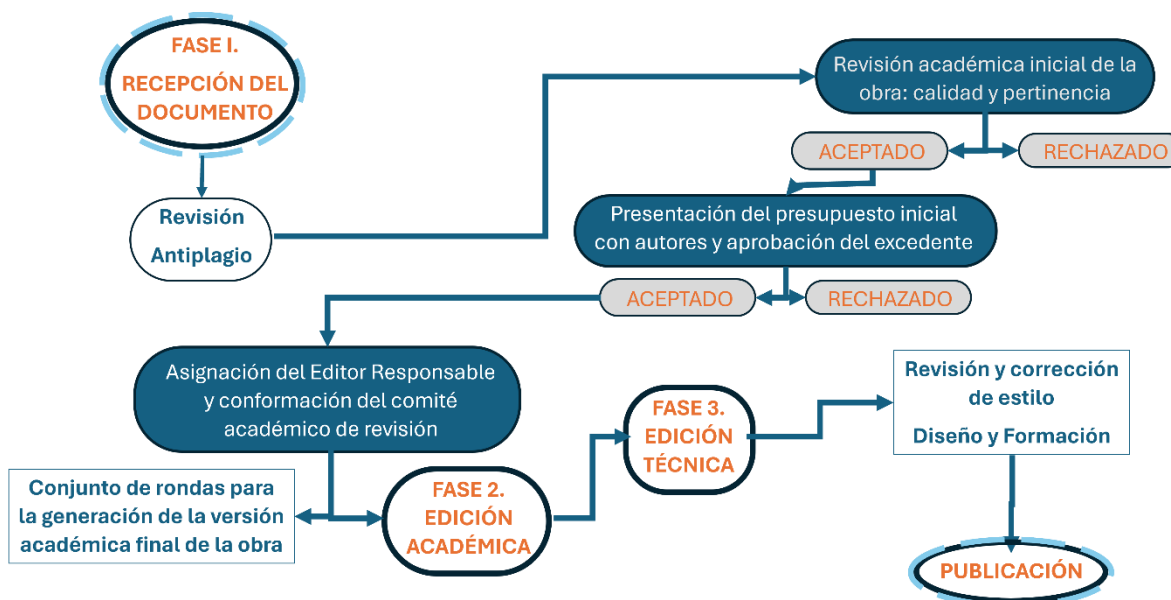 FASE I.
RECEPCIÓN DEL
DOCUMENTO
Revisión
Antiplagio
Revisión académica inicial de la
obra: calidad y pertinencia
ACEPTADO
RECHAZADO
Presentación del presupuesto inicial
con autores y aprobación del excedente
ACEPTADO
RECHAZADO
Asignación del Editor Responsable
y conformación del comité
académico de revisión
Conjunto de rondas para
la generación de la versión
académica final de la obra
FASE 2.
EDICIÓN
ACADÉMICA
FASE 3.
EDICIÓN
TÉCNICA
Revisión y corrección
de estilo
Diseño y Formación
PUBLICACIÓN